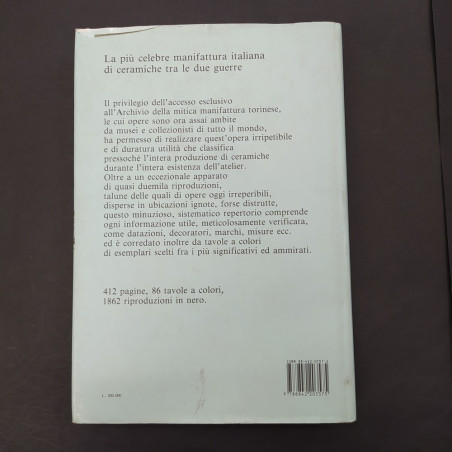 La più celebre manifattura italiana
di ceramiche tra le due guerre
Il privilegio dell'accesso esclusivo
all'Archivio della mitica manifattura torinese,
le cui opere sono ora assai ambite
da musei e collezionisti di tutto il mondo,
ha permesso di realizzare quest'opera irripetibile
e di duratura utilità che classifica
pressoché l'intera produzione di ceramiche
durante l'intera esistenza dell'atelier.
Oltre a un eccezionale apparato
di quasi duemila riproduzioni,
talune delle quali di opere oggi irreperibili,
disperse in ubicazioni ignote, forse distrutte,
questo minuzioso, sistematico repertorio comprende
ogni informazione utile, meticolosamente verificata,
come datazioni, decoratori, marchi, misure ecc.
ed è corredato inoltre da tavole a colori
di esemplari scelti fra i più significativi ed ammirati.
412 pagine, 86 tavole a colori,
1862 riproduzioni in nero.